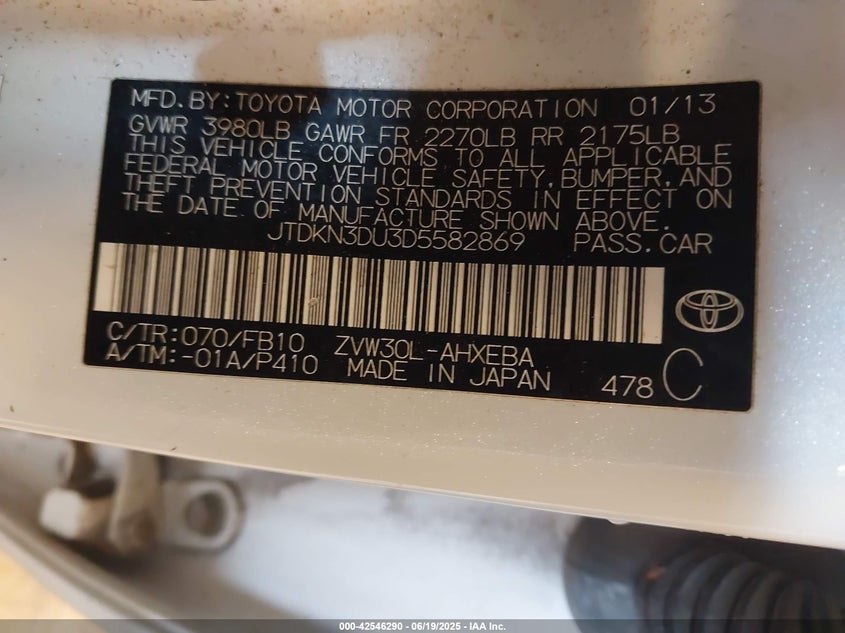 MFD.BY:TOYOTA MOTOR CORPORATION 01/13
GVWR 3980LB GAWR FR 2270LB RR 2175LB
THIS VEHICLE CONFORMS TO ALL APPLICABLE
FEDERAL MOTOR VEHICLE SAFETY,BUMPER,AND
THEFT PREVENTION STANDARDS IN EFFECT ON
THE DATE OF MANUFACTURE SHOWN ABOVE.
JTDKN3DU3D5582869 PASS.CAR
C/TR:070/FB10 ZVW30L-AHXEBA
A/TM:-01A/P410 MADE IN JAPAN 478 C
000-42546290 - 06/19/2025 - IAA Inc.